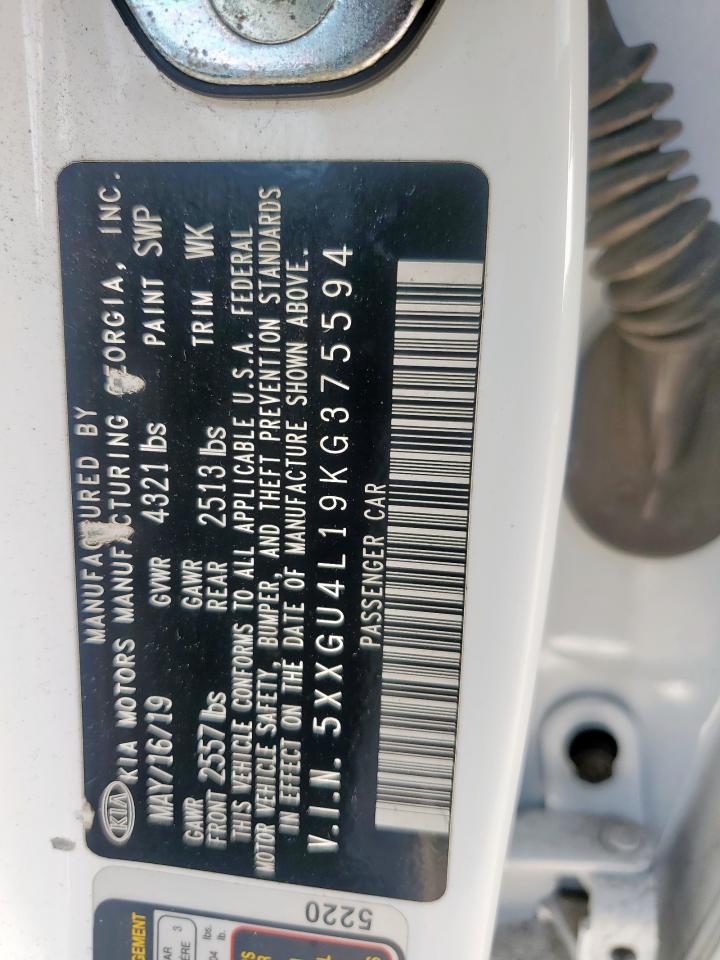 MANUFACTURED BY
KIA KIA MOTORS MANUFACTURING GEORGIA, INC.
MAY/16/19 GVWR 4321 lbs PAINT SWP
GAWR GAWR
FRONT 2557 lbs REAR 2513 lbs TRIM WK
THIS VEHICLE CONFORMS TO ALL APPLICABLE U.S.A. FEDERAL
MOTOR VEHICLE SAFETY, BUMPER, AND THEFT PREVENTION STANDARDS
IN EFFECT ON THE DATE OF MANUFACTURE SHOWN ABOVE.
V.I.N. 5XXGU4L19KG375594
PASSENGER CAR
5220